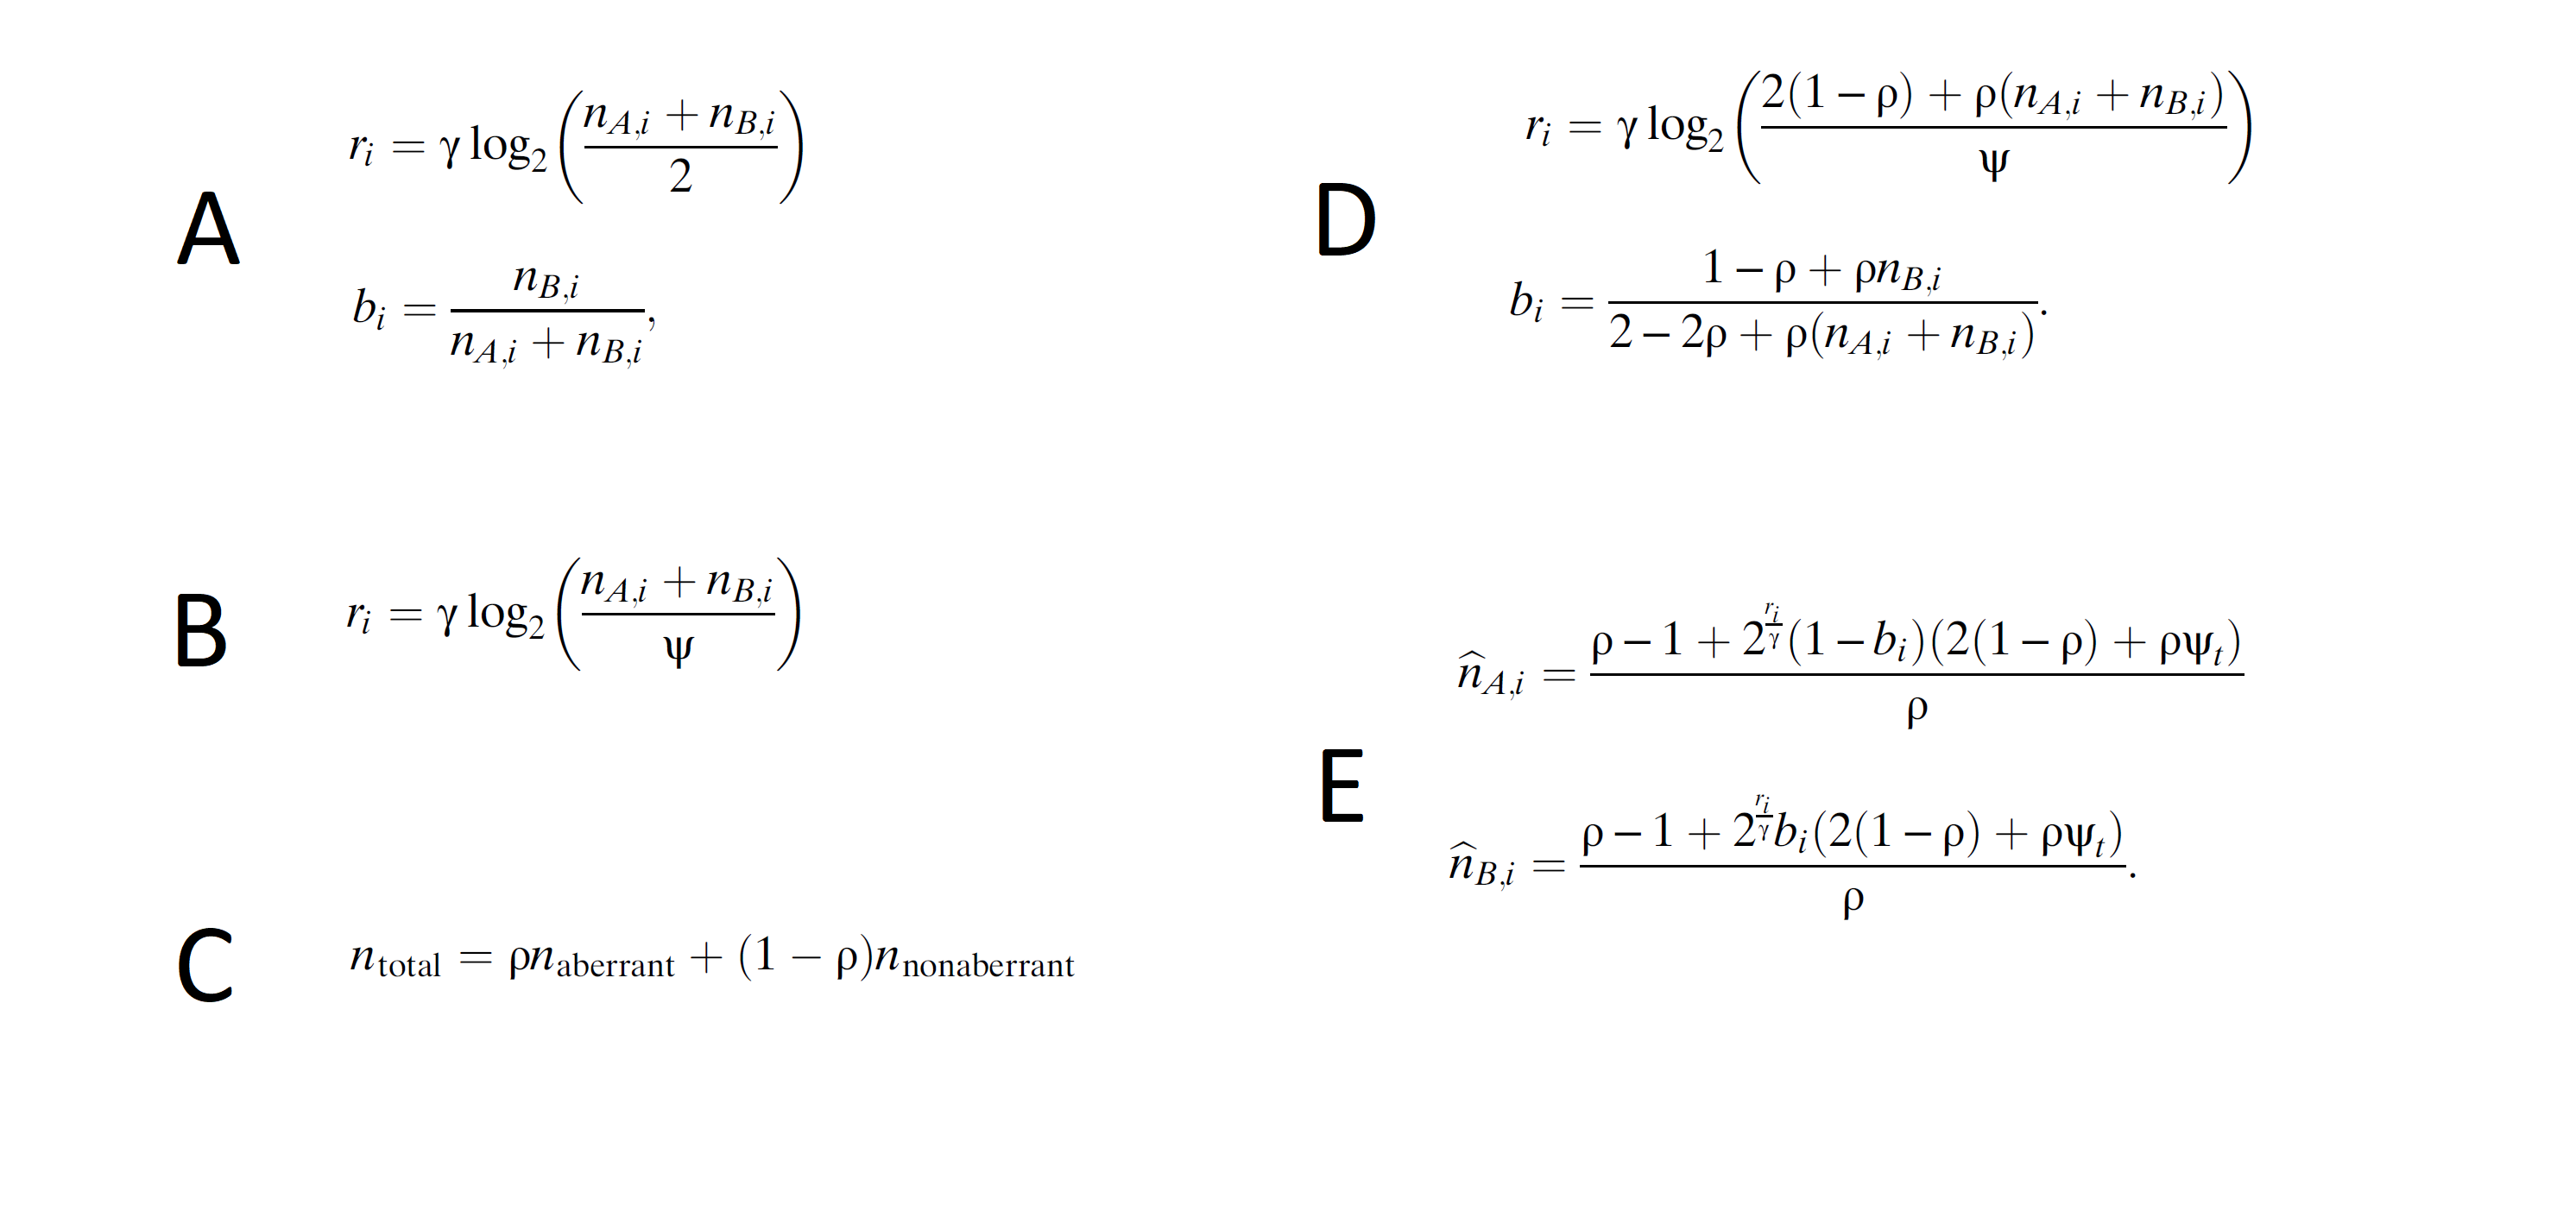 A
r_i = γ log_2((n_{A,i} + n_{B,i}) / 2)
b_i = n_{B,i} / (n_{A,i} + n_{B,i}),
B
r_i = γ log_2((n_{A,i} + n_{B,i}) / ψ)
C
n_total = ρn_aberrant + (1 − ρ)n_nonaberrant
D
r_i = γ log_2((2(1 − ρ) + ρ(n_{A,i} + n_{B,i})) / ψ)
b_i = (1 − ρ + ρn_{B,i}) / (2 − 2ρ + ρ(n_{A,i} + n_{B,i})).
E
n̂_{A,i} = (ρ − 1 + 2^{r_i/γ}(1 − b_i)(2(1 − ρ) + ρψ_t)) / ρ
n̂_{B,i} = (ρ − 1 + 2^{r_i/γ}b_i(2(1 − ρ) + ρψ_t)) / ρ.